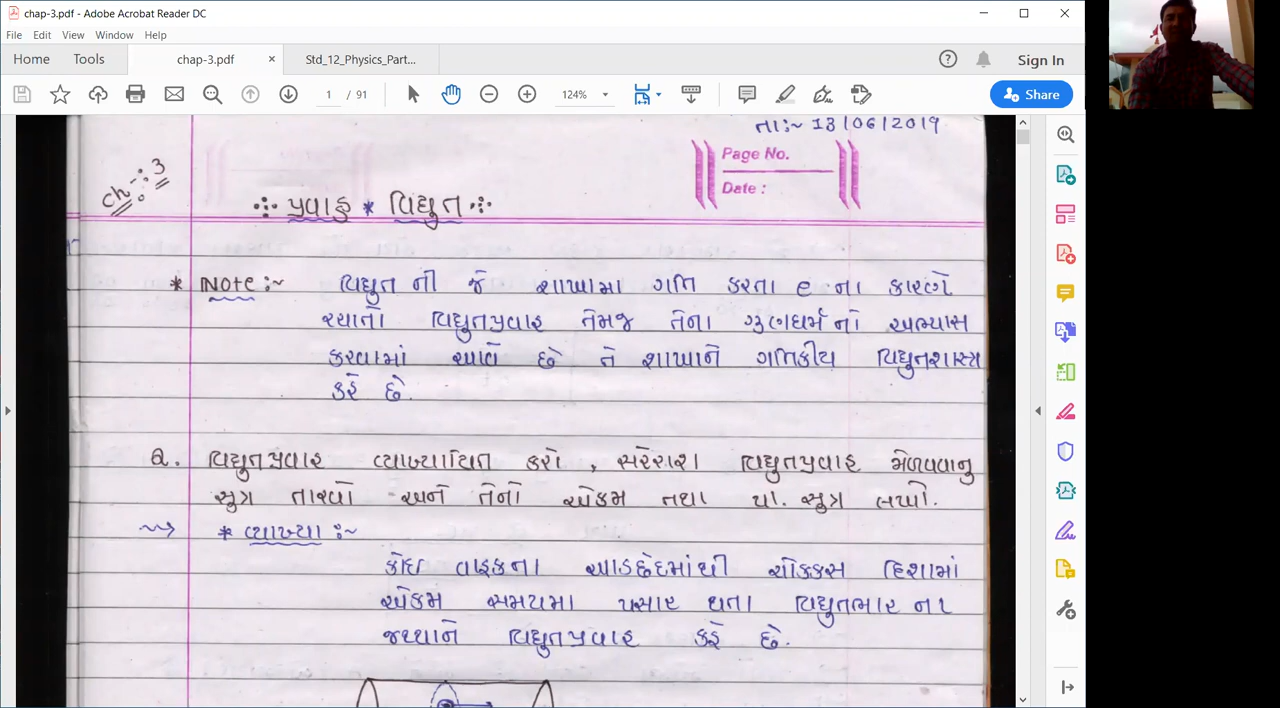 chap-3.pdf - Adobe Acrobat Reader DC
File Edit View Window Help
Home Tools chap-3.pdf × Std_12_Physics_Part... Sign In
1 / 91 124% Share
તા:~ 13/06/2019
Page No.
Date :
Ch -: 3
પ્રવાહ * વિદ્યુત
* Note :~ વિદ્યુત ની જે શાખામા ગતિ કરતા e ના કારણે
રચાતો વિદ્યુતપ્રવાહ તેમજ તેના ગુણધર્મ નો અભ્યાસ
કરવામાં આવે છે તે શાખાને ગતિકીય વિદ્યુતશાસ્ત્ર
કહે છે.
Q. વિદ્યુતપ્રવાહ વ્યાખ્યાયિત કરો , સરેરાશ વિદ્યુતપ્રવાહ મેળવવાનુ
સુત્ર તારવો અને તેનો એકમ તથા પા. સુત્ર લખો.
* વ્યાખ્યા :~
કોઇ વાહકના આડછેદમાંથી ચોકકસ દિશામાં
એકમ સમયમા પસાર થતા વિદ્યુતભાર ના
જથ્થાને વિદ્યુતપ્રવાહ કહે છે.